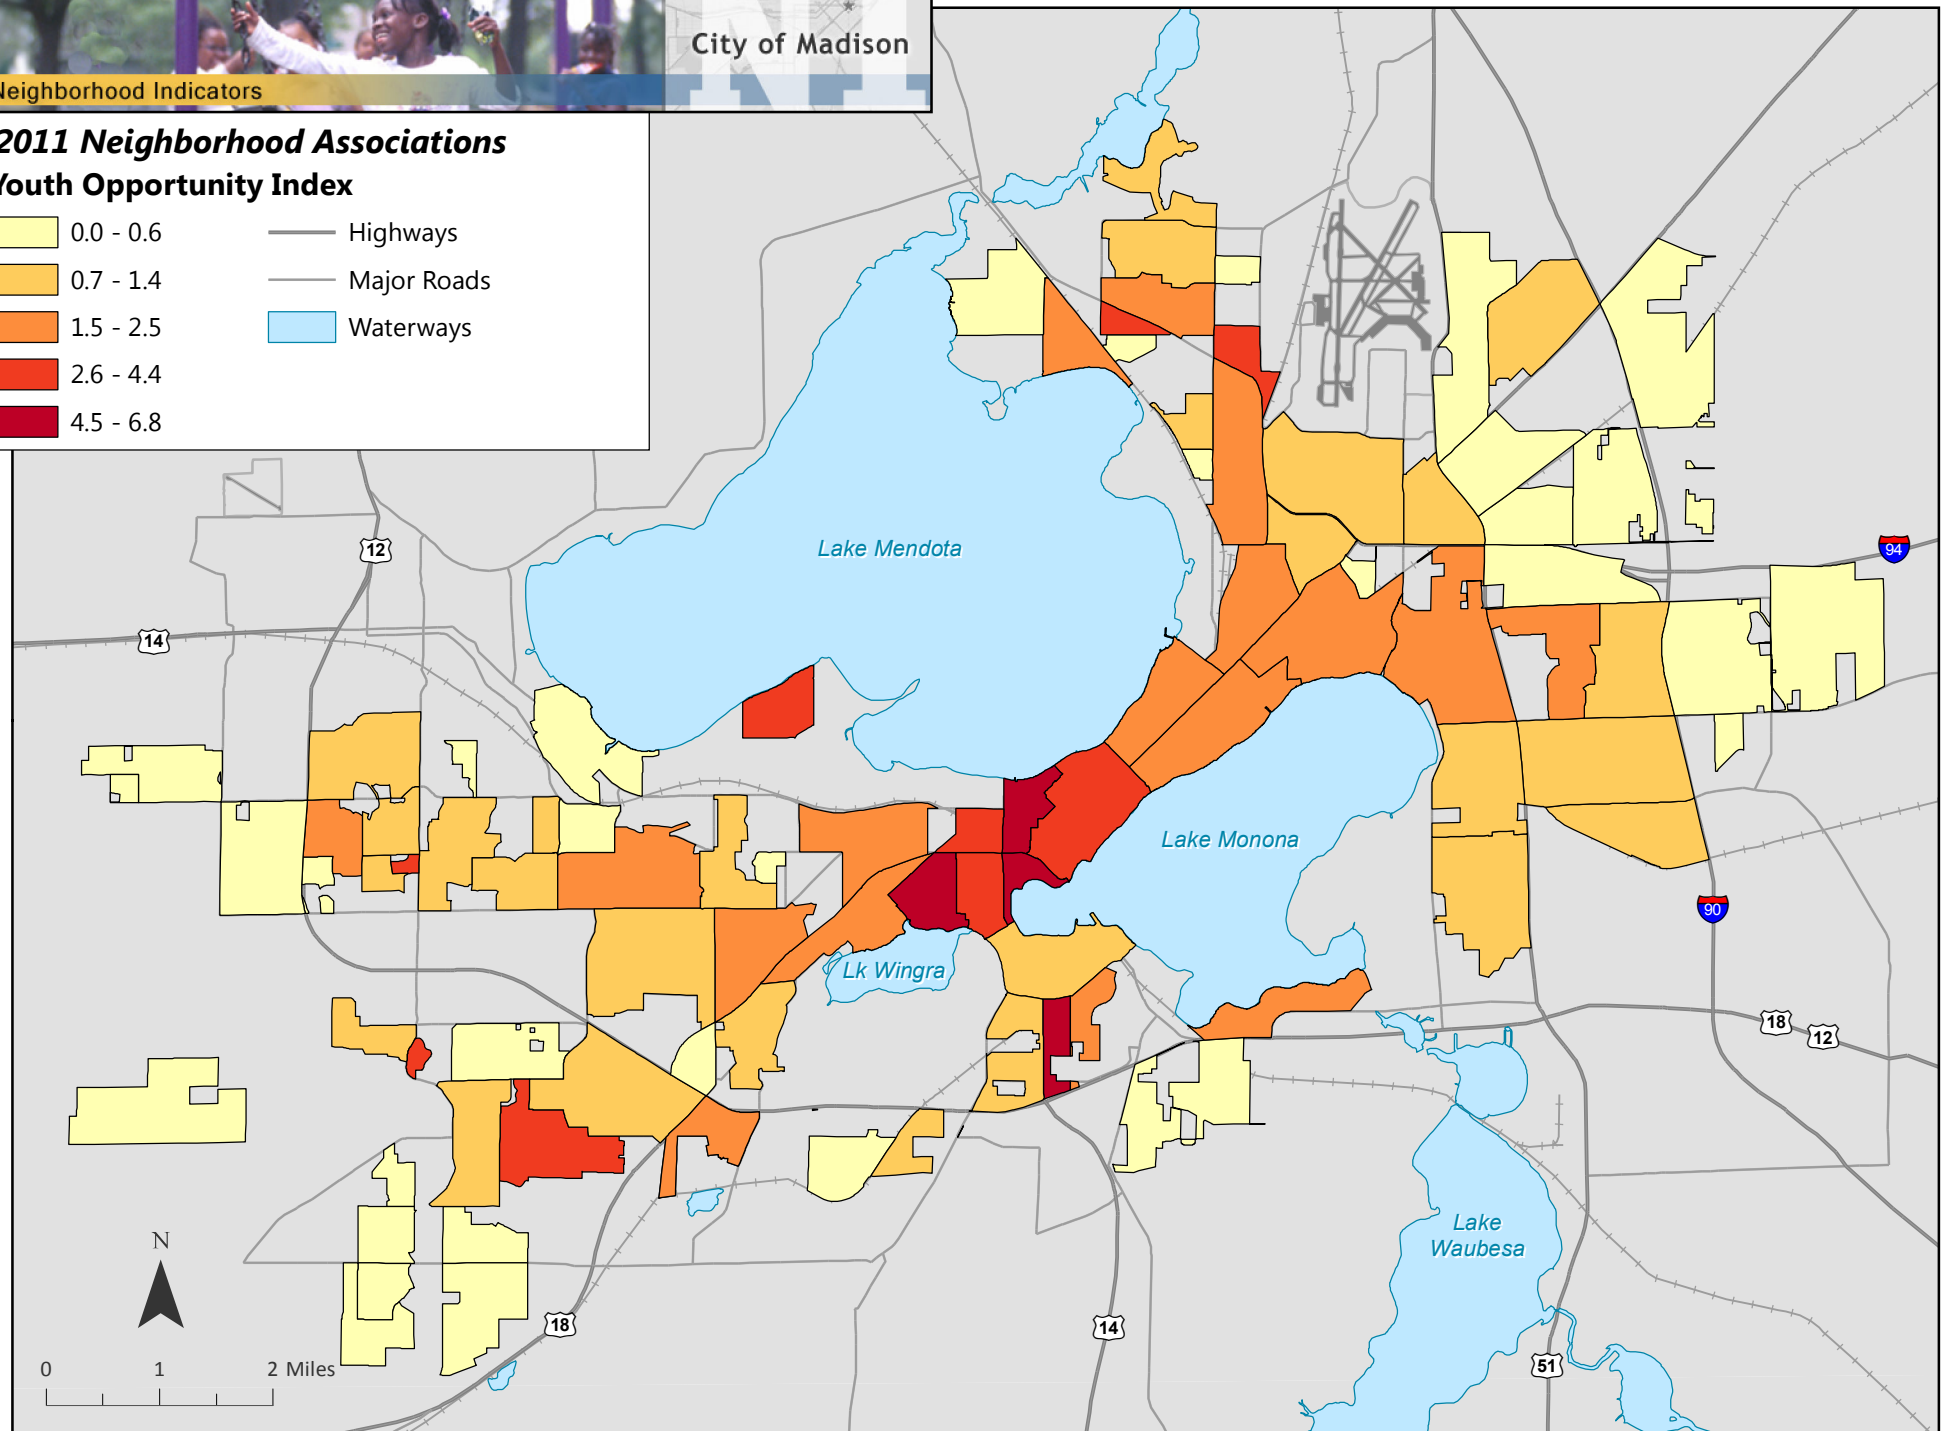 City of Madison
Neighborhood Indicators
2011 Neighborhood Associations
Youth Opportunity Index
0.0 - 0.6
Highways
0.7 - 1.4
Major Roads
1.5 - 2.5
Waterways
2.6 - 4.4
4.5 - 6.8
12
Lake Mendota
94
14
Lake Monona
90
Lk Wingra
18
12
Lake
Waubesa
N
18
14
51
0
1
2 Miles